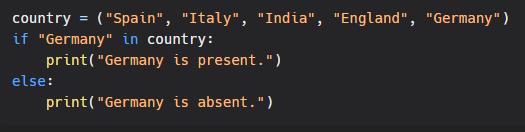 country = ("Spain", "Italy", "India", "England", "Germany")
if "Germany" in country:
    print("Germany is present.")
else:
    print("Germany is absent.")